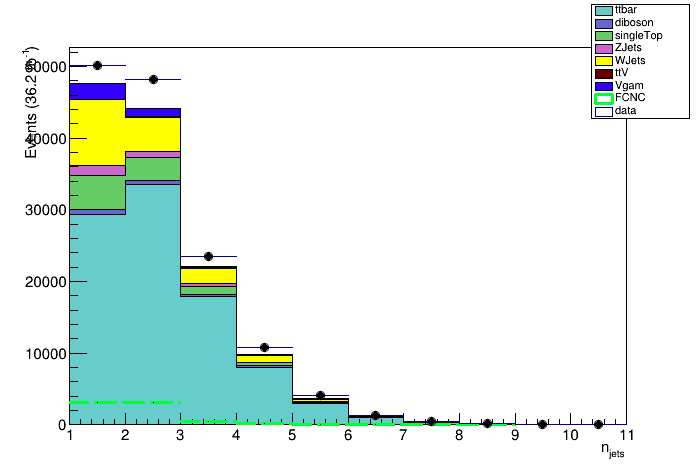 ttbar
diboson
singleTop
ZJets
WJets
ttV
Vgam
FCNC
data
Events (36.2 fb⁻¹)
50000
40000
30000
20000
10000
0
1 2 3 4 5 6 7 8 9 10 11
n_jets